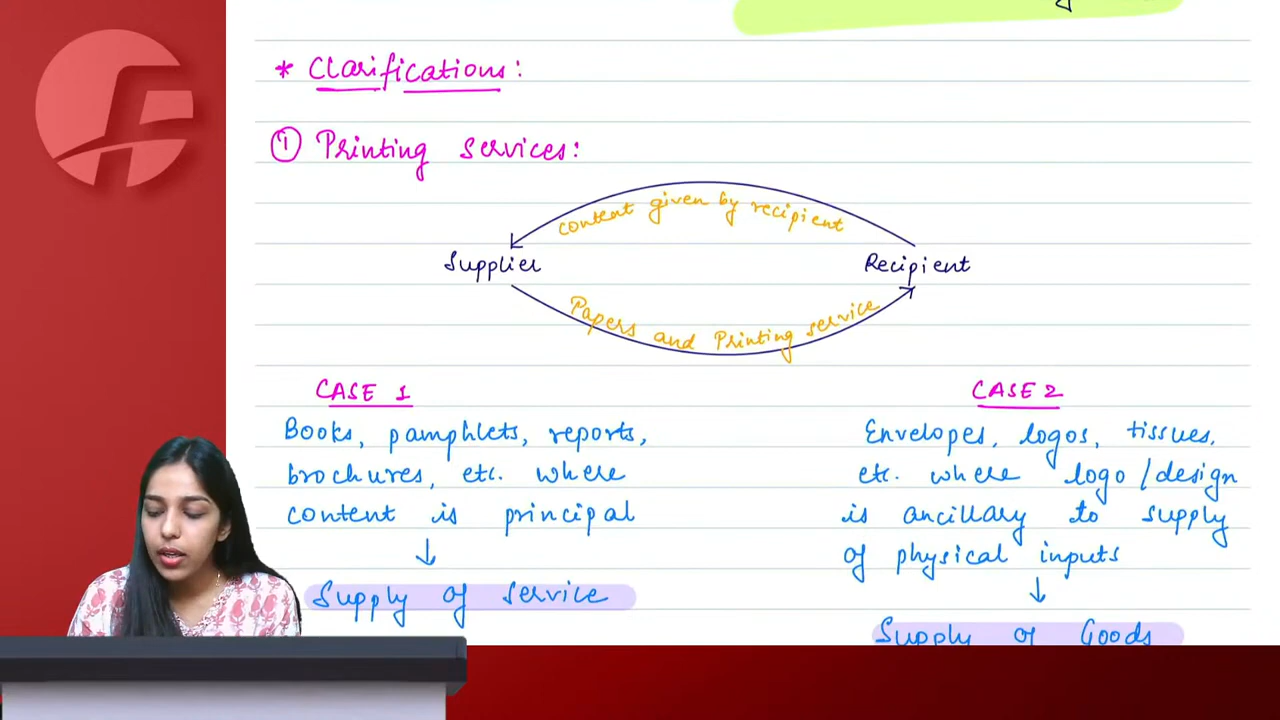 * Clarifications:
① Printing services:
content given by recipient
Supplier
Recipient
Papers and Printing service
CASE 1
Books, pamphlets, reports,
brochures, etc. where
content is principal
↓
Supply of service
CASE 2
Envelopes, logos, tissues,
etc. where logo/design
is ancillary to supply
of physical inputs
↓
Supply of Goods